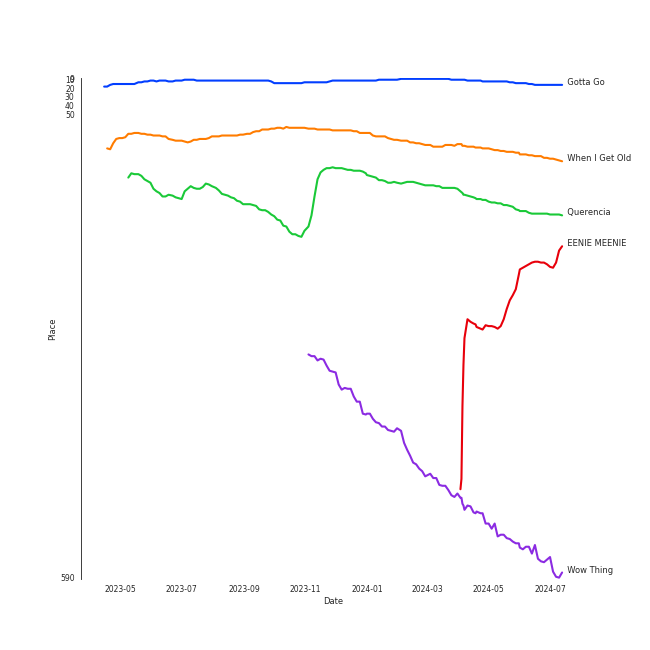 0
10
20
30
40
50
590
Place
Gotta Go
When I Get Old
Querencia
EENIE MEENIE
Wow Thing
2023-05 2023-07 2023-09 2023-11 2024-01 2024-03 2024-05 2024-07
Date